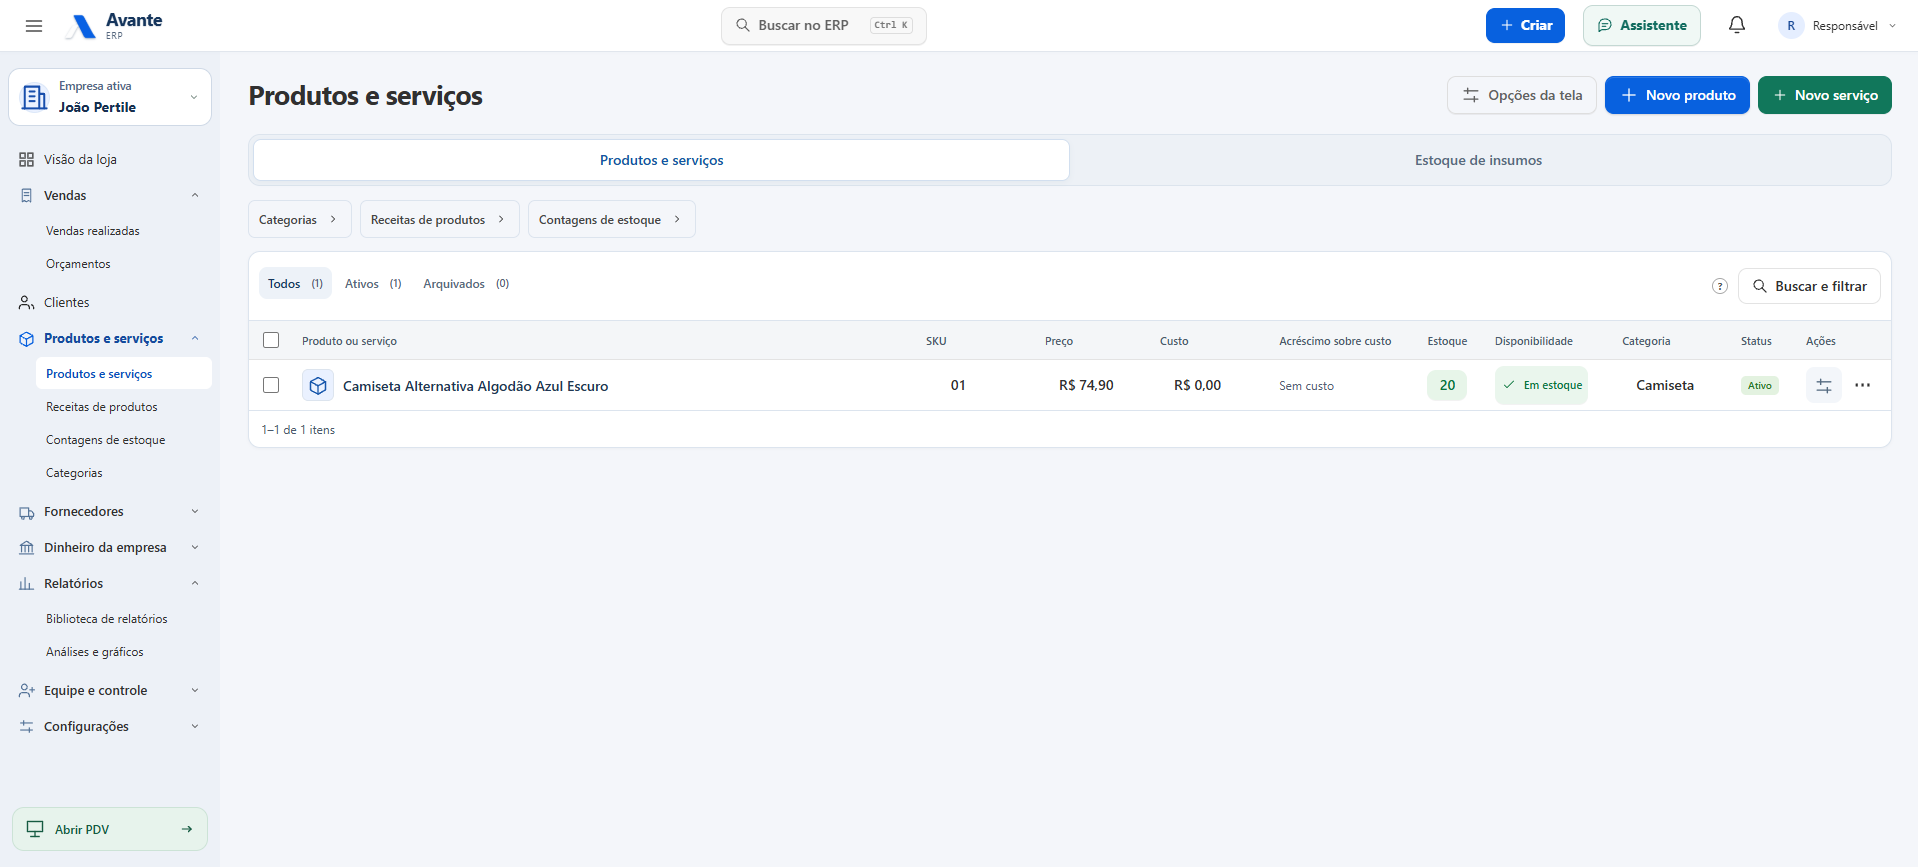 Avante
ERP
Buscar no ERP Ctrl K
+ Criar
Assistente
R Responsável
Empresa ativa
João Pertile
Visão da loja
Vendas
Vendas realizadas
Orçamentos
Clientes
Produtos e serviços
Produtos e serviços
Receitas de produtos
Contagens de estoque
Categorias
Fornecedores
Dinheiro da empresa
Relatórios
Biblioteca de relatórios
Análises e gráficos
Equipe e controle
Configurações
Abrir PDV
Produtos e serviços
Opções da tela
+ Novo produto
+ Novo serviço
Produtos e serviços
Estoque de insumos
Categorias
Receitas de produtos
Contagens de estoque
Todos (1) Ativos (1) Arquivados (0)
?
Buscar e filtrar
Produto ou serviço SKU Preço Custo Acréscimo sobre custo Estoque Disponibilidade Categoria Status Ações
Camiseta Alternativa Algodão Azul Escuro 01 R$ 74,90 R$ 0,00 Sem custo 20 Em estoque Camiseta Ativo
1–1 de 1 itens